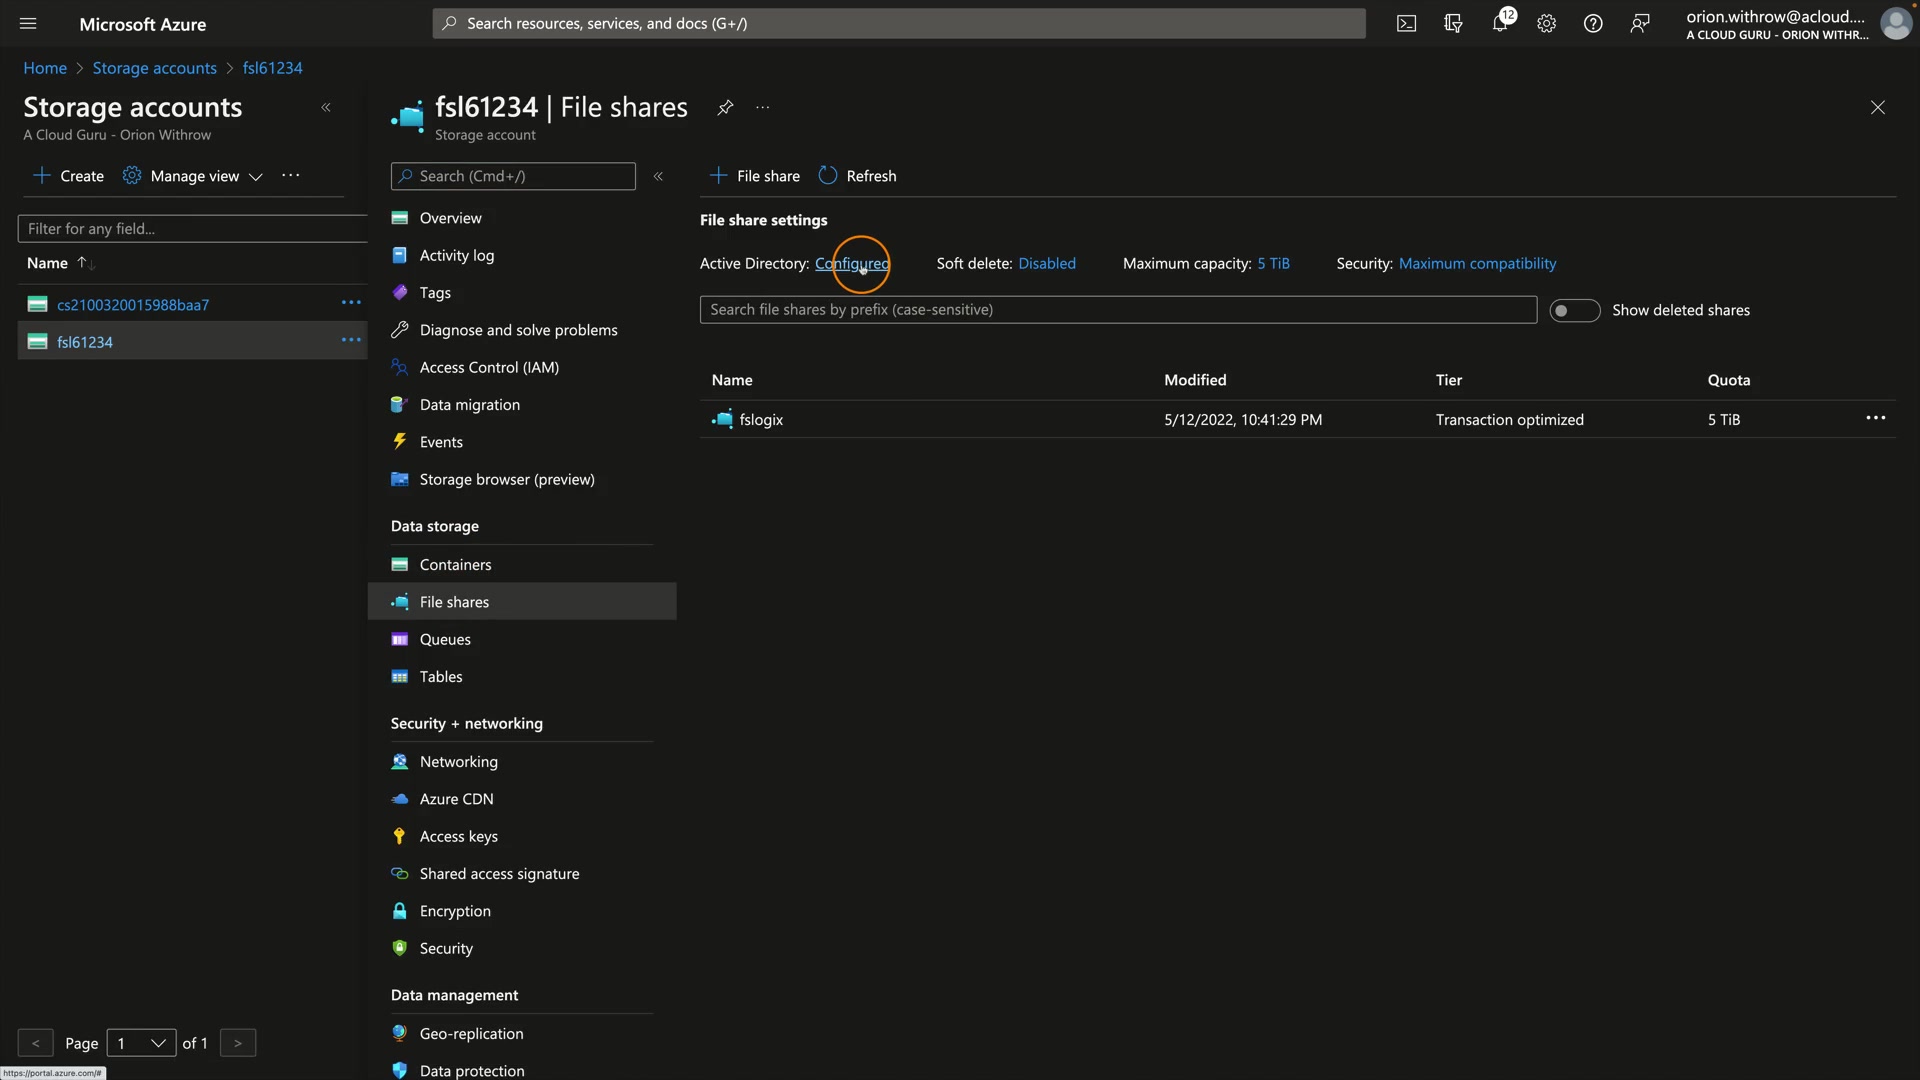 Microsoft Azure
Search resources, services, and docs (G+/)
12
orion.withrow@acloud....
A CLOUD GURU - ORION WITHR...
Home > Storage accounts > fsl61234
Storage accounts
A Cloud Guru - Orion Withrow
Create
Manage view
Filter for any field...
Name
cs2100320015988baa7
fsl61234
Page 1 of 1
https://portal.azure.com/#
fsl61234 | File shares
Storage account
Search (Cmd+/)
Overview
Activity log
Tags
Diagnose and solve problems
Access Control (IAM)
Data migration
Events
Storage browser (preview)
Data storage
Containers
File shares
Queues
Tables
Security + networking
Networking
Azure CDN
Access keys
Shared access signature
Encryption
Security
Data management
Geo-replication
Data protection
File share
Refresh
File share settings
Active Directory: Configured Soft delete: Disabled Maximum capacity: 5 TiB Security: Maximum compatibility
Search file shares by prefix (case-sensitive)
Show deleted shares
Name Modified Tier Quota
fslogix 5/12/2022, 10:41:29 PM Transaction optimized 5 TiB